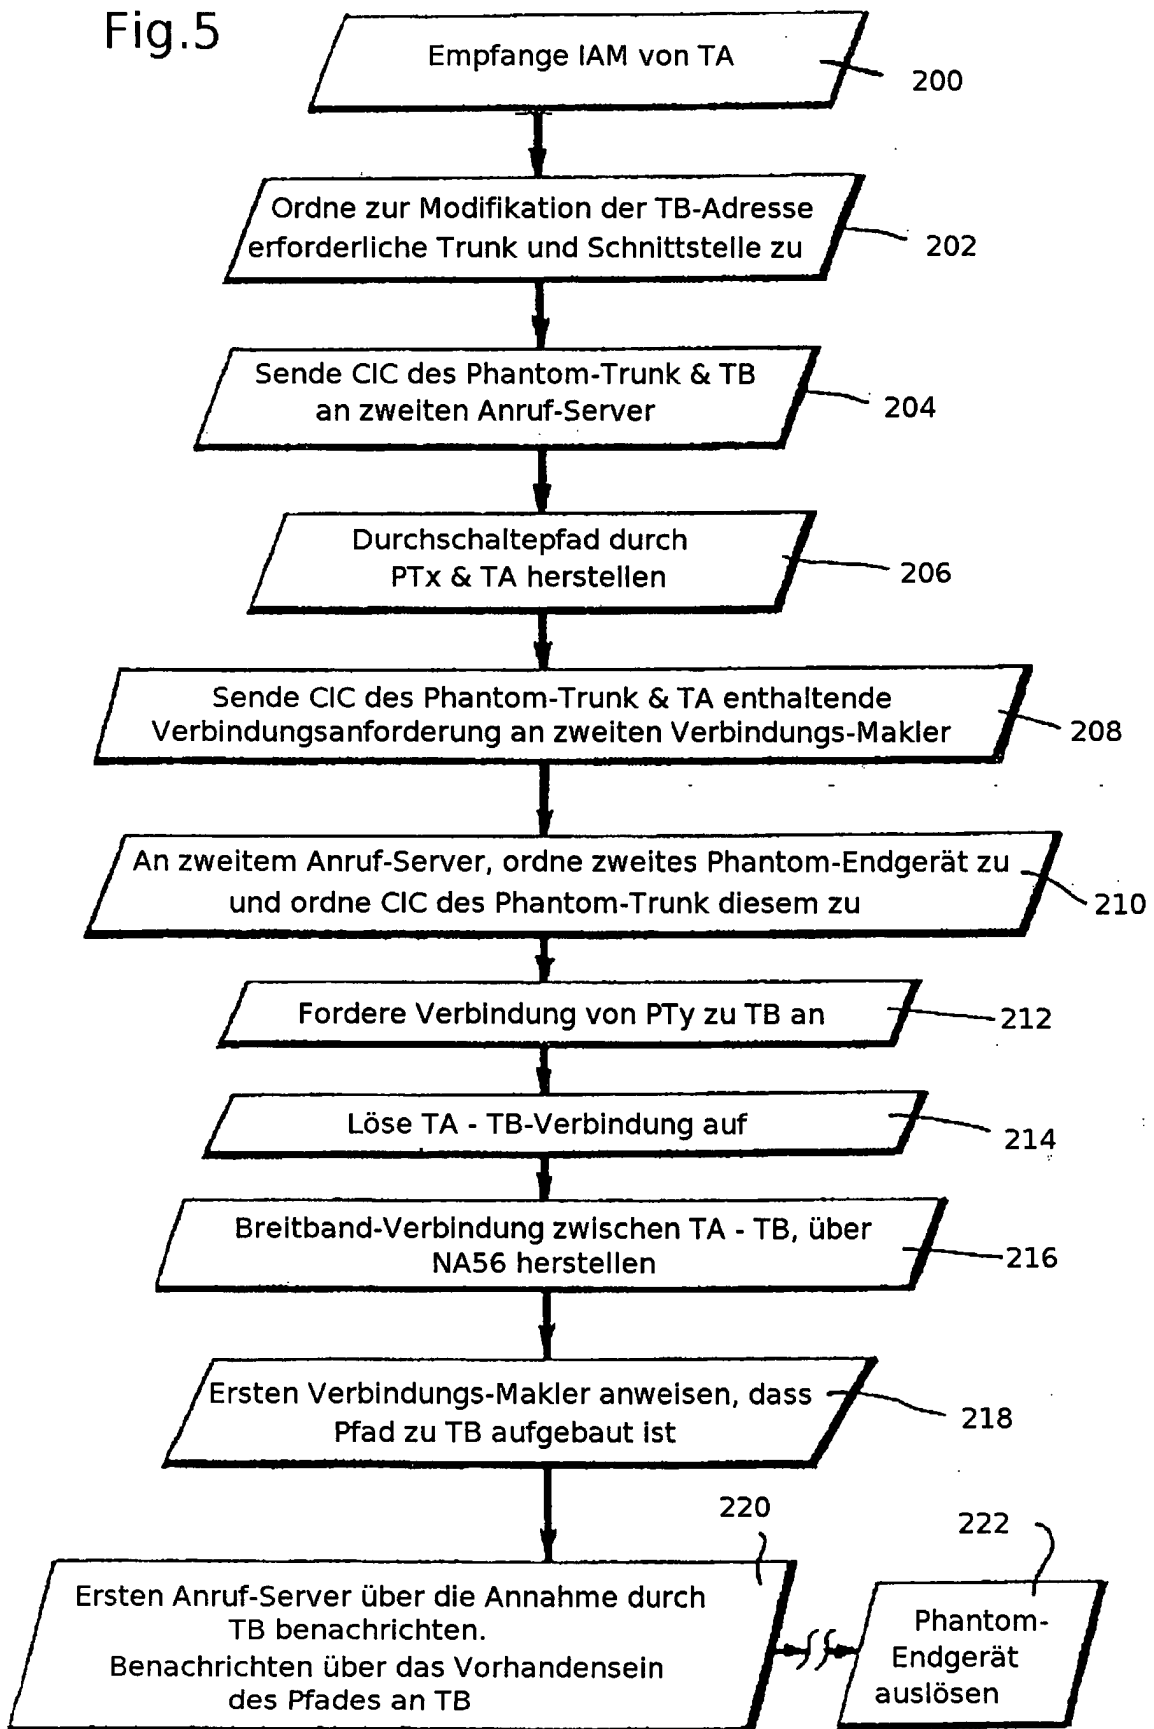 Fig.5
Empfange IAM von TA
200
Ordne zur Modifikation der TB-Adresse
erforderliche Trunk und Schnittstelle zu
202
Sende CIC des Phantom-Trunk & TB
an zweiten Anruf-Server
204
Durchschaltepfad durch
PTx & TA herstellen
206
Sende CIC des Phantom-Trunk & TA enthaltende
Verbindungsanforderung an zweiten Verbindungs-Makler
208
An zweitem Anruf-Server, ordne zweites Phantom-Endgerät zu
und ordne CIC des Phantom-Trunk diesem zu
210
Fordere Verbindung von PTy zu TB an
212
Löse TA - TB-Verbindung auf
214
Breitband-Verbindung zwischen TA - TB, über
NA56 herstellen
216
Ersten Verbindungs-Makler anweisen, dass
Pfad zu TB aufgebaut ist
218
220
Ersten Anruf-Server über die Annahme durch
TB benachrichten.
Benachrichten über das Vorhandensein
des Pfades an TB
222
Phantom-
Endgerät
auslösen